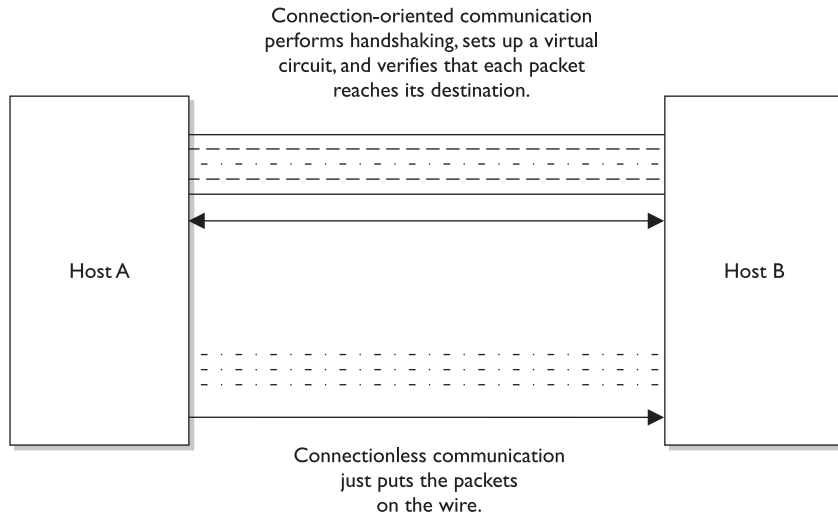 Connection-oriented communication
performs handshaking, sets up a virtual
circuit, and verifies that each packet
reaches its destination.
Host A
Host B
Connectionless communication
just puts the packets
on the wire.